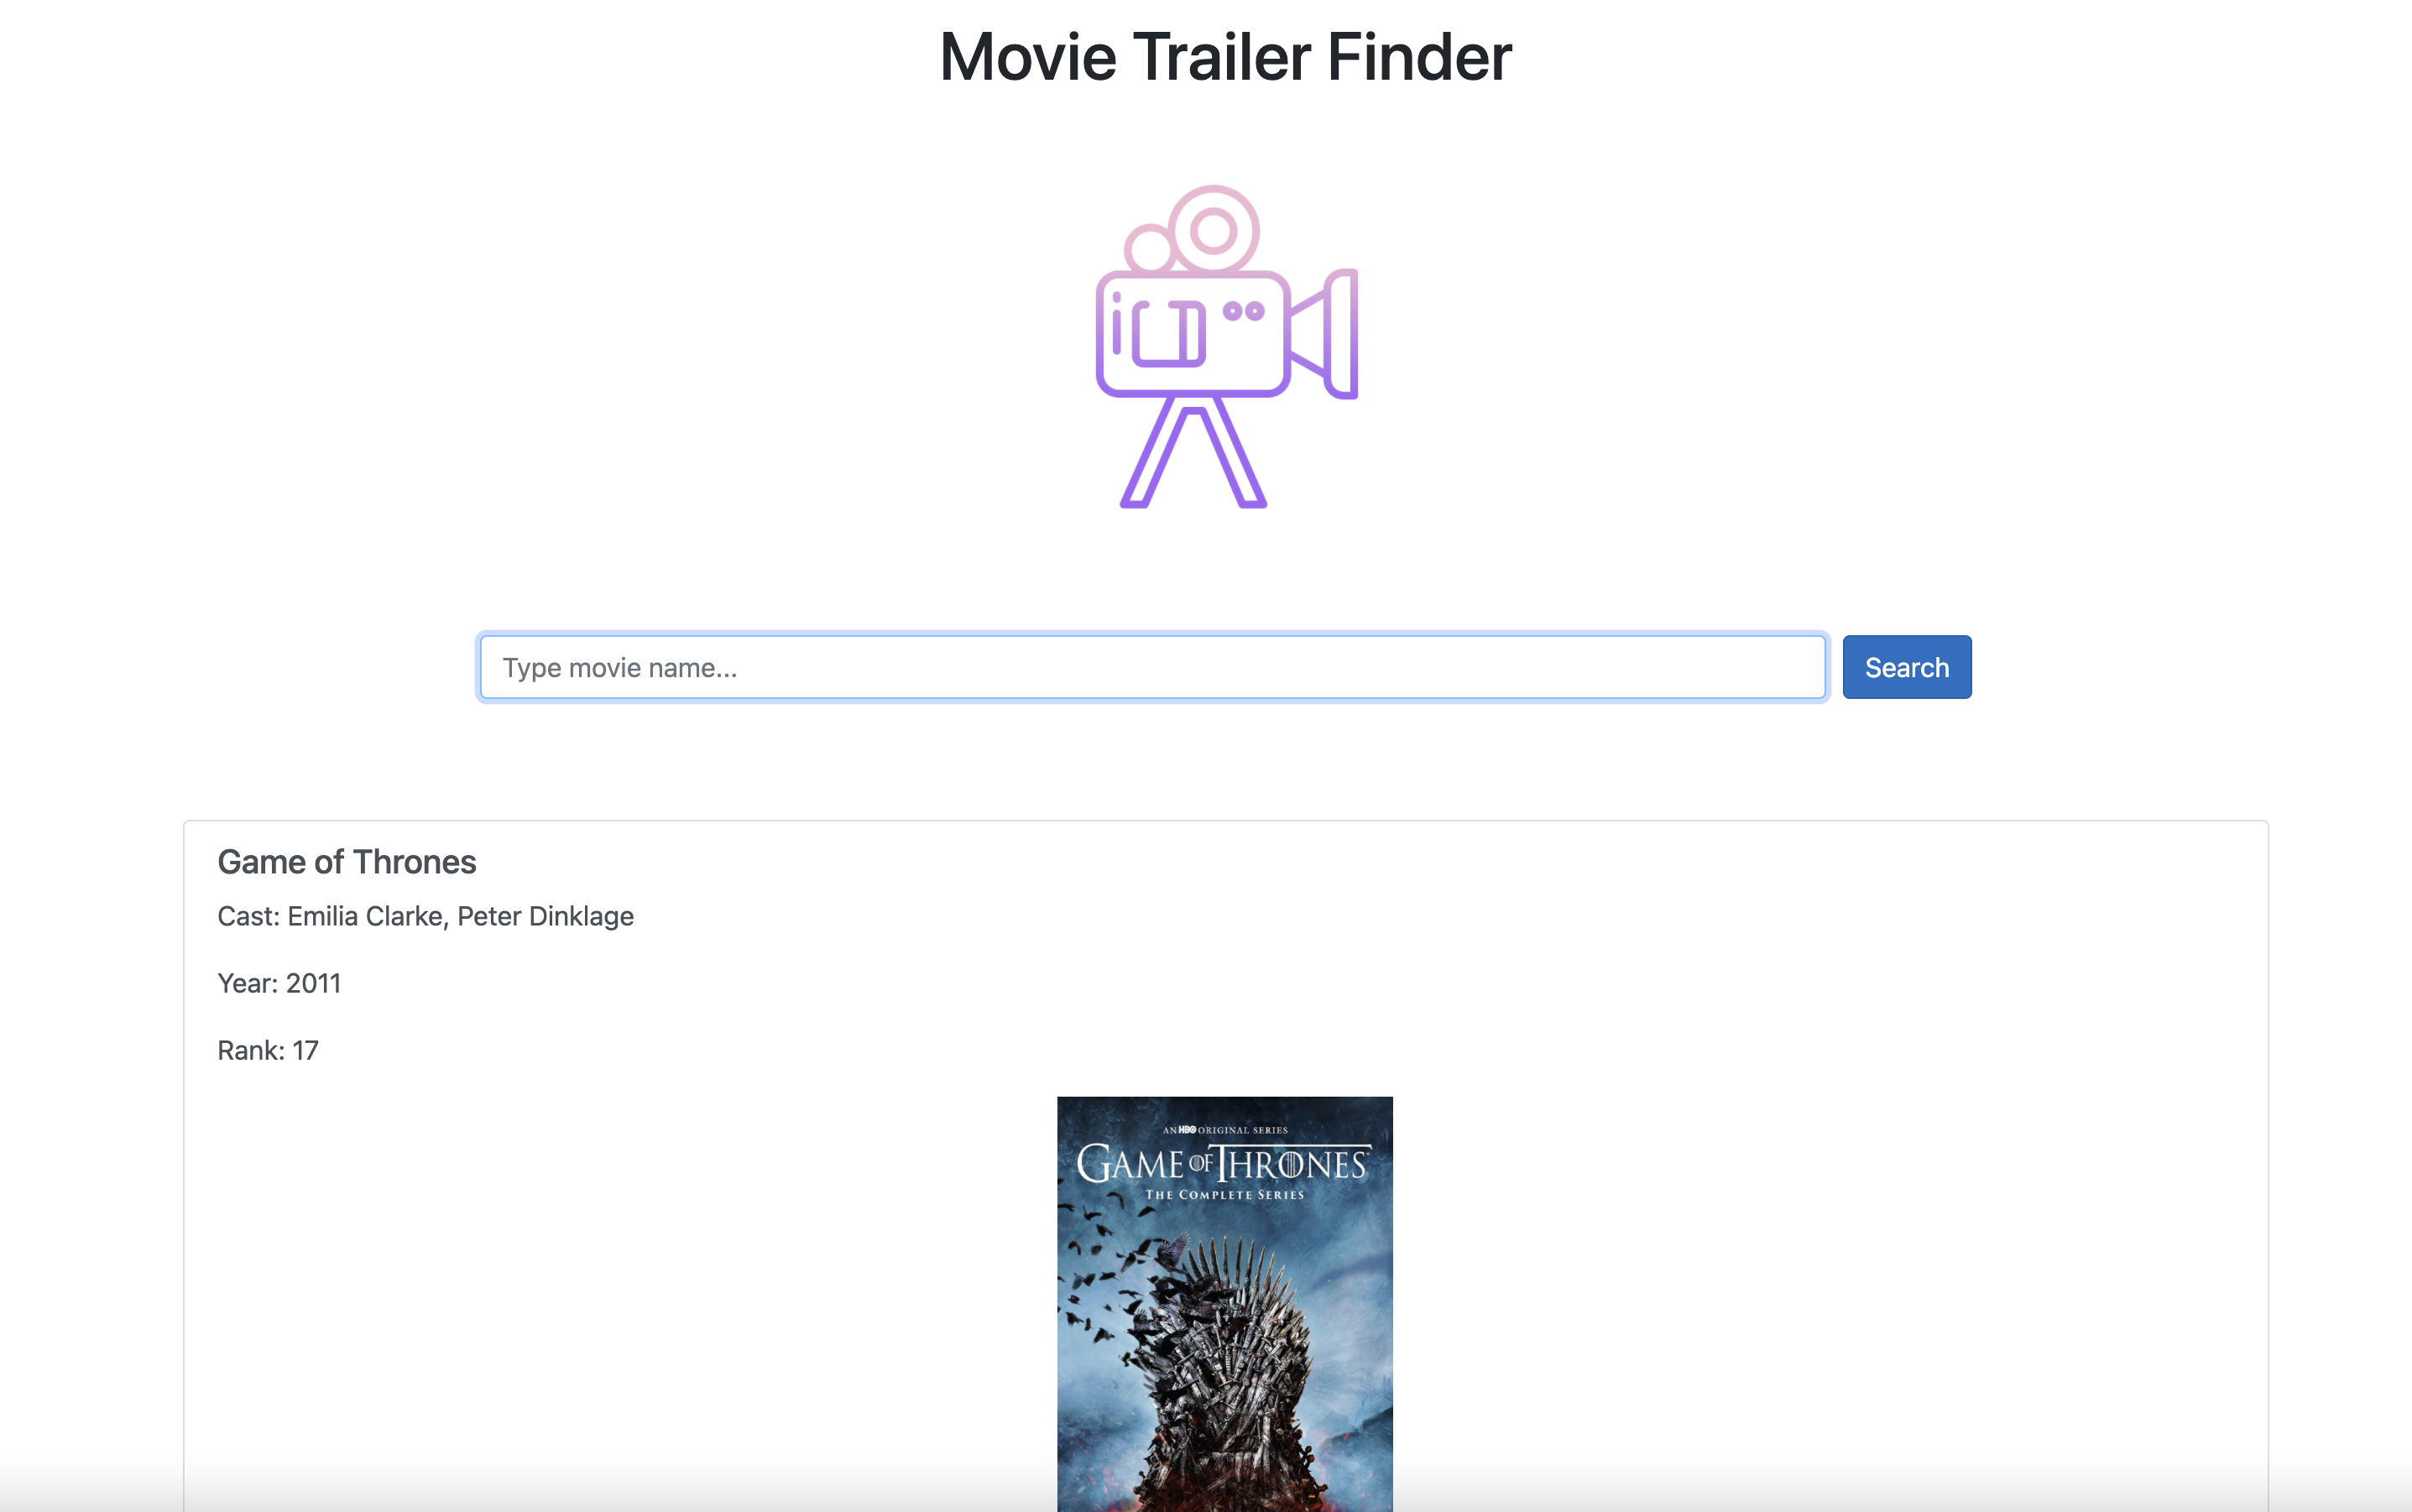 Movie Trailer Finder
Type movie name...
Search
Game of Thrones
Cast: Emilia Clarke, Peter Dinklage
Year: 2011
Rank: 17
AN HBO ORIGINAL SERIES
GAME OF THRONES
THE COMPLETE SERIES